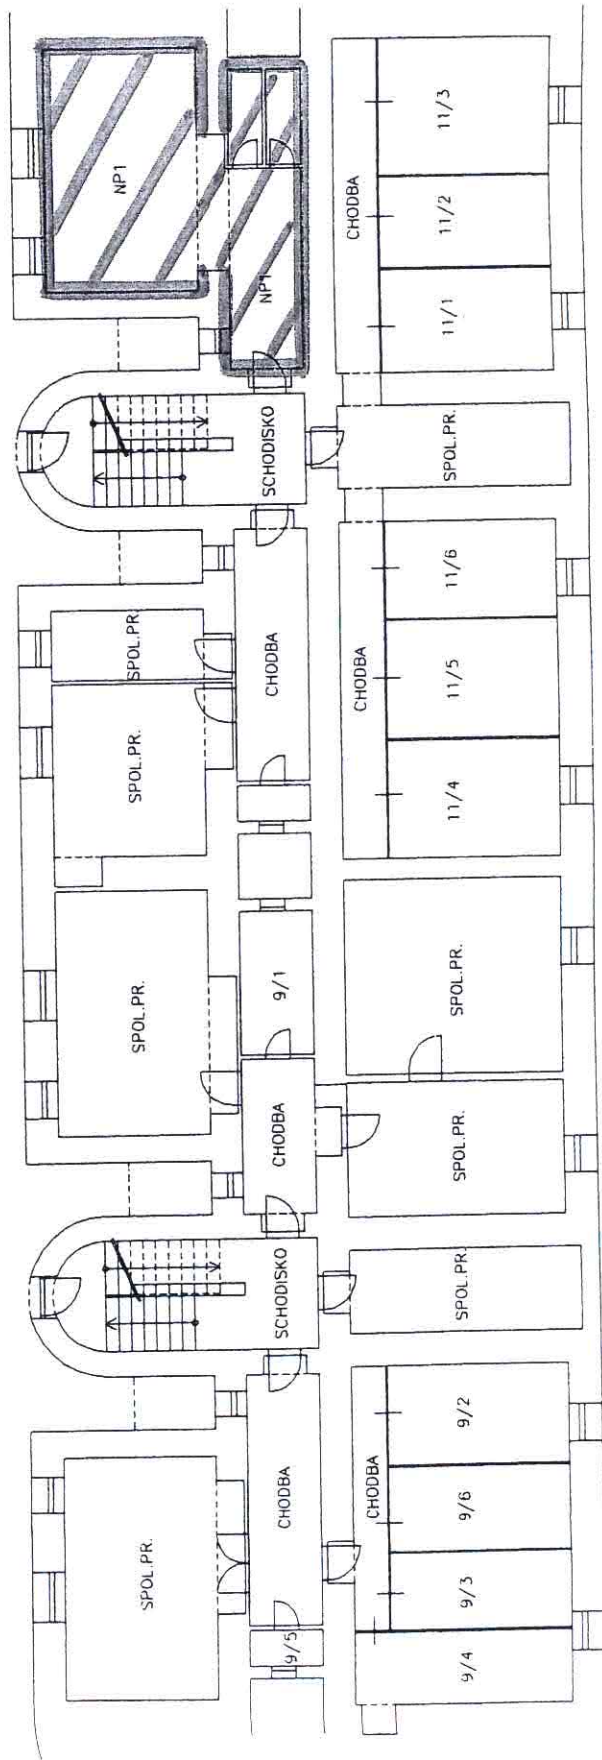 NP1
NP1
CHODBA
11/3
11/2
11/1
SCHODISKO
SPOL.PR.
SPOL.PR.
SPOL.PR.
CHODBA
CHODBA
11/6
11/5
11/4
SPOL.PR.
9/1
SPOL.PR.
CHODBA
SPOL.PR.
SCHODISKO
SPOL.PR.
SPOL.PR.
CHODBA
CHODBA
9/2
9/6
9/3
9/5
9/4